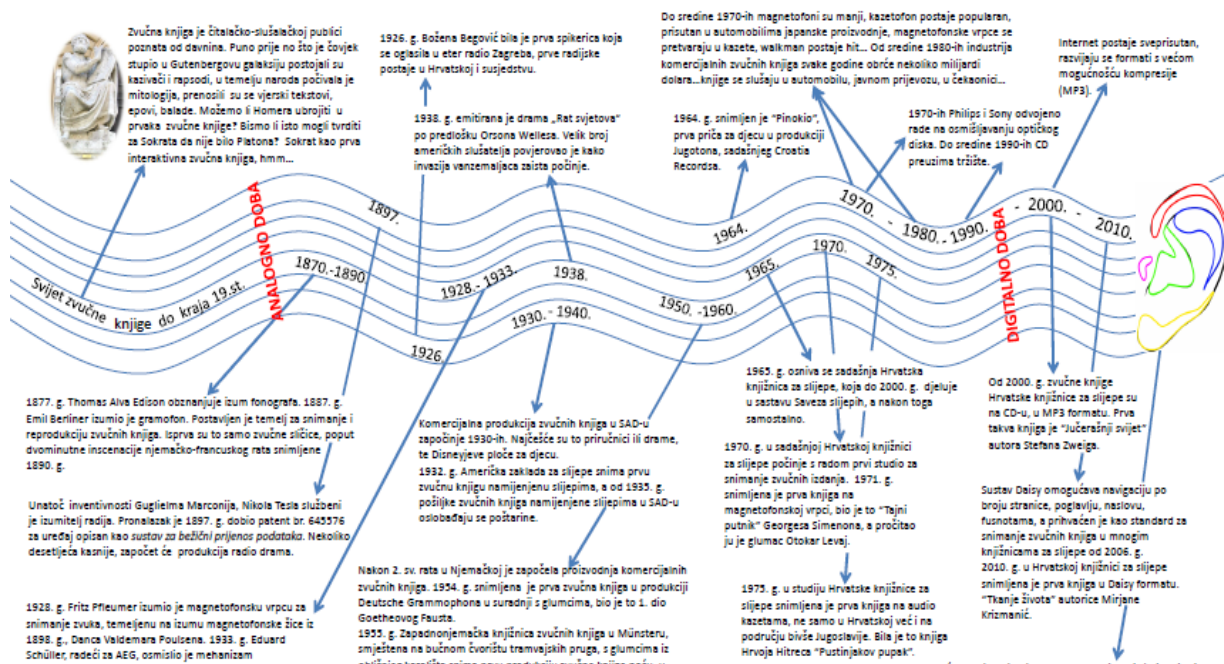 Zvučna knjiga je čitalačko-slušalačkoj publici
poznata od davnina. Puno prije no što je čovjek
stupio u Gutenbergovu galaksiju postojali su
kazivači i rapsodi, u temelju naroda počivala je
mitologija, prenosili su se vjerski tekstovi,
epovi, balade. Možemo li Homera ubrojiti u
prvaka zvučne knjige? Bismo li isto mogli tvrditi
za Sokrata da nije bilo Platona? Sokrat kao prva
interaktivna zvučna knjiga, hmm...
1926. g. Božena Begović bila je prva spikerica koja
se oglasila u eter radio Zagreba, prve radijske
postaje u Hrvatskoj i susjedstvu.
1938. g. emitirana je drama „Rat svjetova"
po predlošku Orsona Wellesa. Velik broj
američkih slušatelja povjerovao je kako
invazija vanzemaljaca zaista počinje.
Do sredine 1970-ih magnetofoni su manji, kazetofon postaje popularan,
prisutan u automobilima japanske proizvodnje, magnetofonske vrpce se
pretvaraju u kazete, walkman postaje hit... Od sredine 1980-ih industrija
komercijalnih zvučnih knjiga svake godine obrće nekoliko milijardi
dolara...knjige se slušaju u automobilu, javnom prijevozu, u čekaonici...
1964. g. snimljen je "Pinokio",
prva priča za djecu u produkciji
Jugotona, sadašnjeg Croatia
Recordsa.
1970-ih Philips i Sony odvojeno
rade na osmišljavanju optičkog
diska. Do sredine 1990-ih CD
preuzima tržište.
Internet postaje sveprisutan,
razvijaju se formati s većom
mogućnošću kompresije
(MP3).
Svijet zvučne knjige do kraja 19.st.
ANALOGNO DOBA
1870.-1890.
1897.
1926.
1928.- 1933.
1930. - 1940.
1938.
1950. -1960.
1964.
1965.
1970.
1975.
1970. - 1980. - 1990. - 2000. - 2010.
DIGITALNO DOBA
1877. g. Thomas Alva Edison obznanjuje izum fonografa. 1887. g.
Emil Berliner izumio je gramofon. Postavljen je temelj za snimanje i
reprodukciju zvučnih knjiga. Isprva su to samo zvučne sličice, poput
dvominutne inscenacije njemačko-francuskog rata snimljene
1890. g.
Unatoč inventivnosti Guglielma Marconija, Nikola Tesla službeni
je izumitelj radija. Pronalazak je 1897. g. dobio patent br. 645576
za uređaj opisan kao sustav za bežični prijenos podataka. Nekoliko
desetljeća kasnije, započet će produkcija radio drama.
1928. g. Fritz Pfleumer izumio je magnetofonsku vrpcu za
snimanje zvuka, temeljenu na izumu magnetofonske žice iz
1898. g., Danca Valdemara Poulsena. 1933. g. Eduard
Schüller, radeći za AEG, osmislio je mehanizam
Komercijalna produkcija zvučnih knjiga u SAD-u
započinje 1930-ih. Najčešće su to priručnici ili drame,
te Disneyjeve ploče za djecu.
1932. g. Američka zaklada za slijepe snima prvu
zvučnu knjigu namijenjenu slijepima, a od 1935. g.
pošiljke zvučnih knjiga namijenjene slijepima u SAD-u
oslobađaju se poštarine.
Nakon 2. sv. rata u Njemačkoj je započela proizvodnja komercijalnih
zvučnih knjiga. 1954. g. snimljena je prva zvučna knjiga u produkciji
Deutsche Grammophona u suradnji s glumcima, bio je to 1. dio
Goetheovog Fausta.
1955. g. Zapadnonjemačka knjižnica zvučnih knjiga u Münsteru,
smještena na bučnom čvorištu tramvajskih pruga, s glumcima iz
1965. g. osniva se sadašnja Hrvatska
knjižnica za slijepe, koja do 2000. g. djeluje
u sastavu Saveza slijepih, a nakon toga
samostalno.
1970. g. u sadašnjoj Hrvatskoj knjižnici
za slijepe počinje s radom prvi studio za
snimanje zvučnih izdanja. 1971. g.
snimljena je prva knjiga na
magnetofonskoj vrpci, bio je to "Tajni
putnik" Georgesa Simenona, a pročitao
ju je glumac Otokar Levaj.
1975. g. u studiju Hrvatske knjižnice za
slijepe snimljena je prva knjiga na audio
kazetama, ne samo u Hrvatskoj već i na
području bivše Jugoslavije. Bila je to knjiga
Hrvoja Hitreca "Pustinjakov pupak".
Od 2000. g. zvučne knjige
Hrvatske knjižnice za slijepe su
na CD-u, u MP3 formatu. Prva
takva knjiga je "Jučerašnji svijet"
autora Stefana Zweiga.
Sustav Daisy omogućava navigaciju po
broju stranice, poglavlju, naslovu,
fusnotama, a prihvaćen je kao standard za
snimanje zvučnih knjiga u mnogim
knjižnicama za slijepe od 2006. g.
2010. g. u Hrvatskoj knjižnici za slijepe
snimljena je prva knjiga u Daisy formatu.
"Tkanje života" autorice Mirjane
Krizmanić.